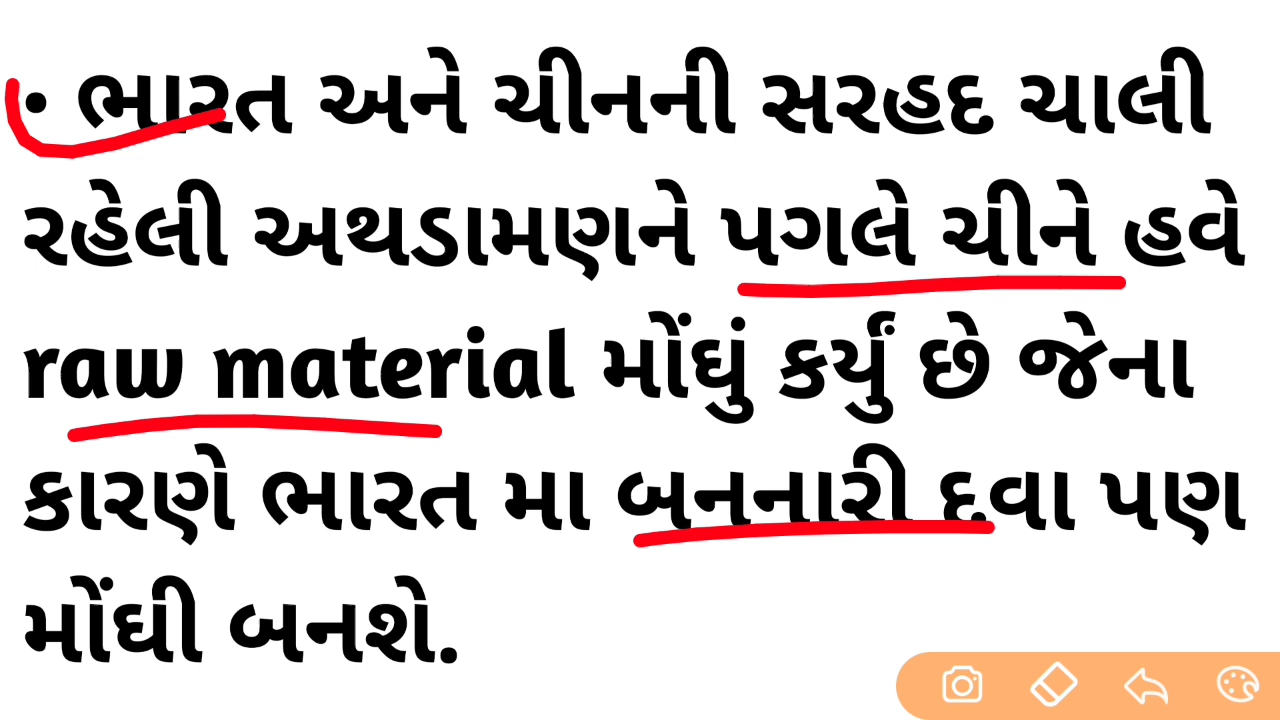 • ભારત અને ચીનની સરહદ ચાલી
રહેલી અથડામણને પગલે ચીને હવે
raw material મોંઘું કર્યું છે જેના
કારણે ભારત મા બનનારી દવા પણ
મોંઘી બનશે.